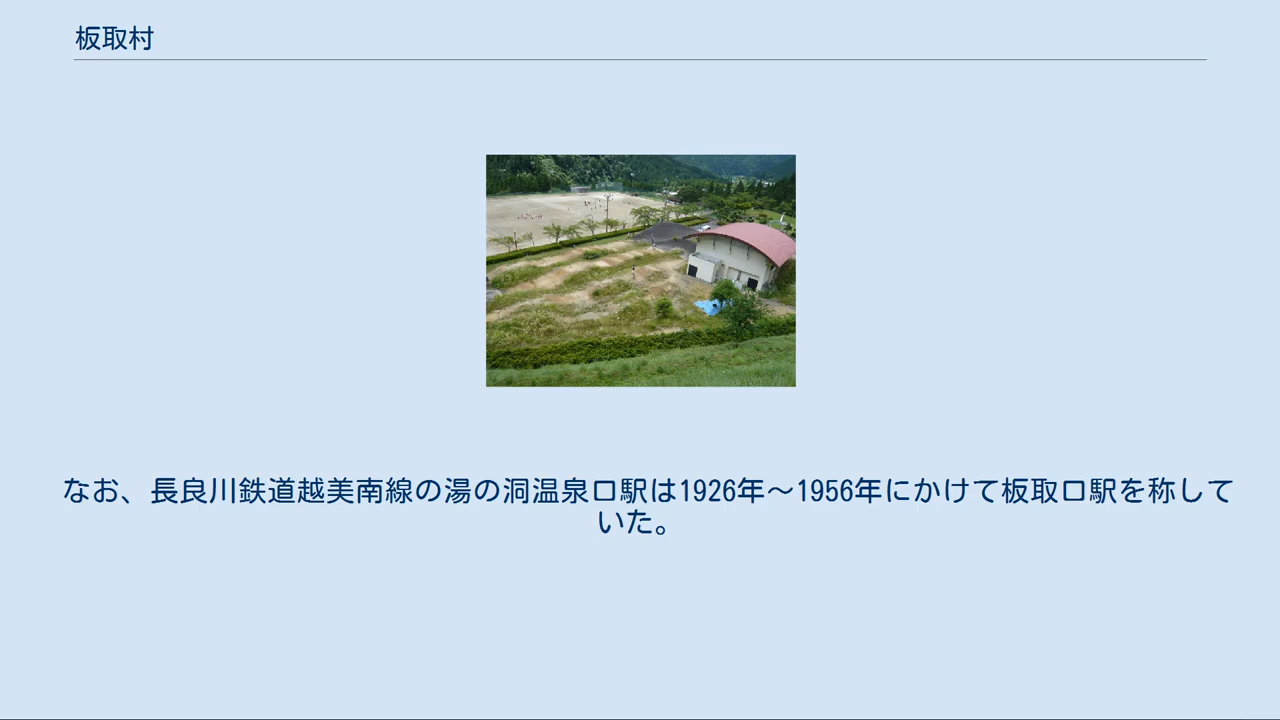 板取村
なお、長良川鉄道越美南線の湯の洞温泉口駅は1926年～1956年にかけて板取口駅を称して
いた。